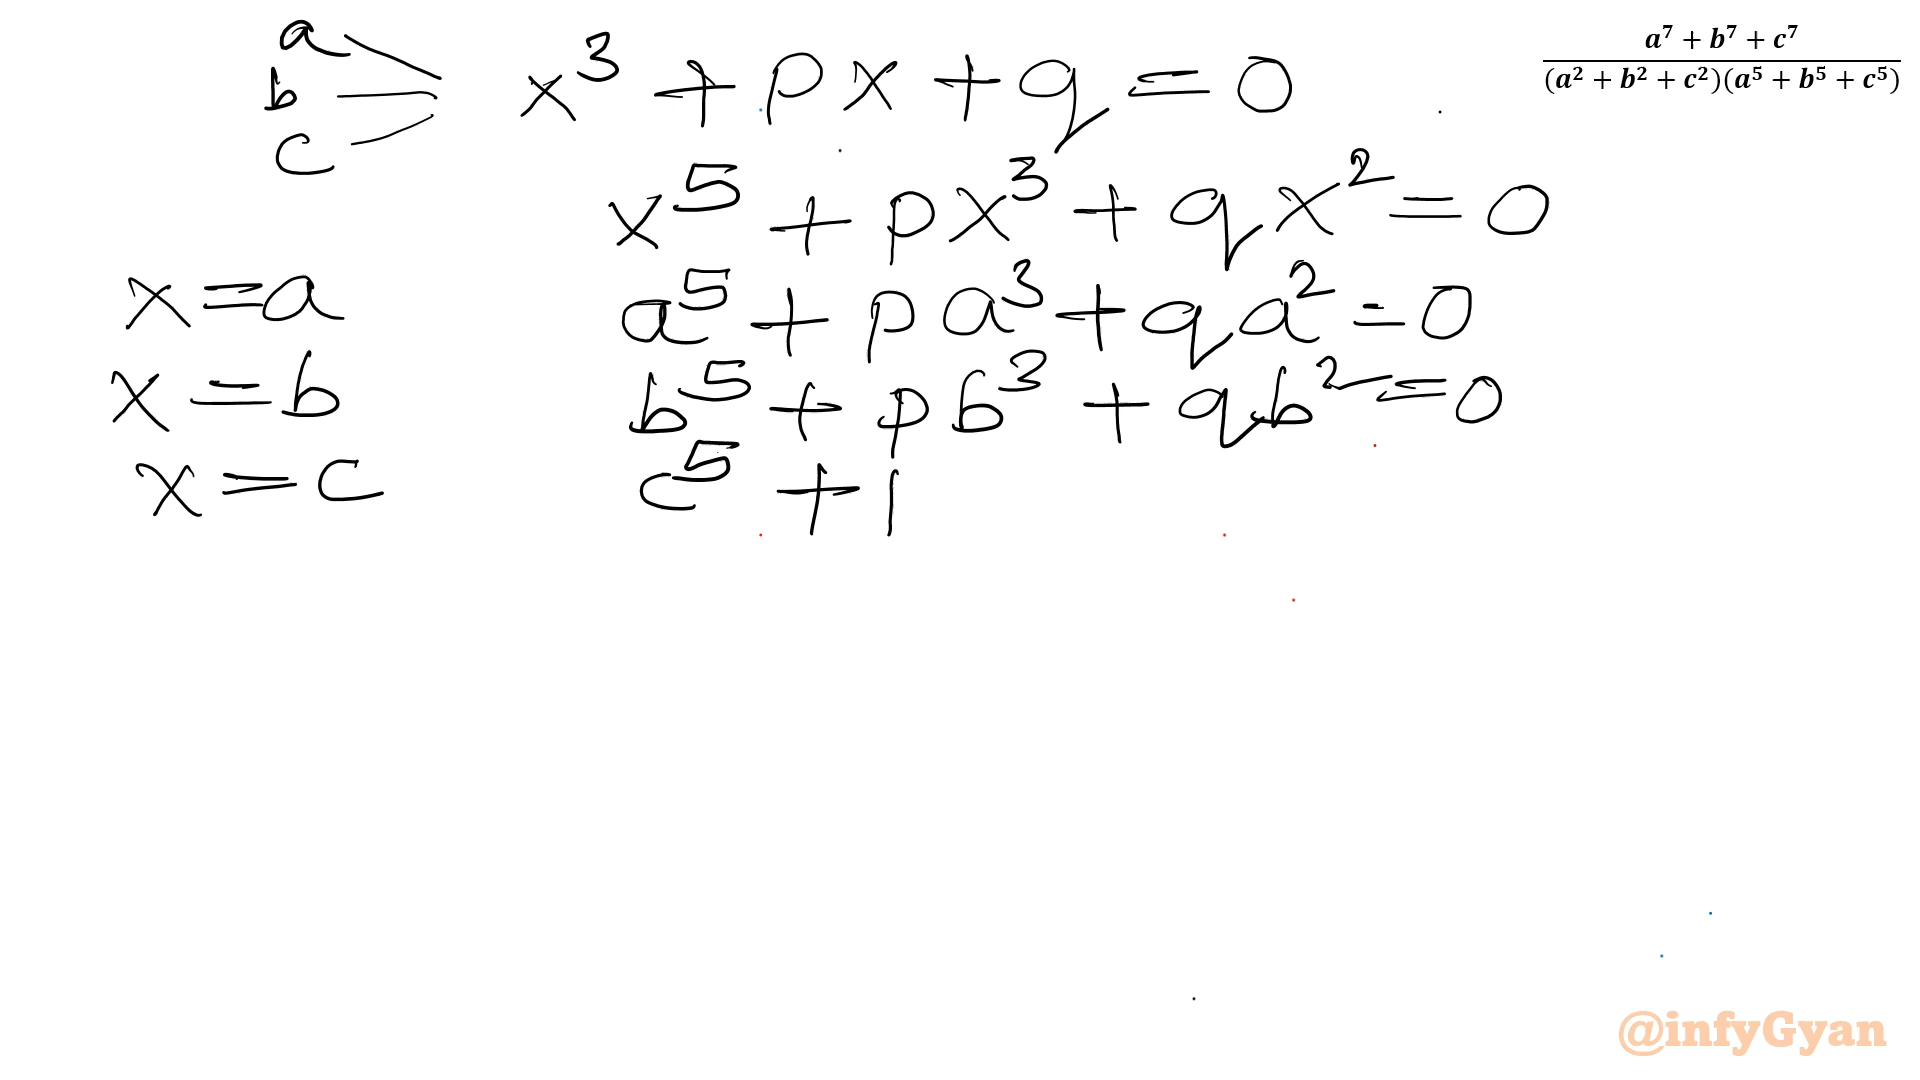 a
b
c
x³ + px + q = 0
a⁷ + b⁷ + c⁷
(a² + b² + c²)(a⁵ + b⁵ + c⁵)
x⁵ + px³ + qx² = 0
x = a
a⁵ + pa³ + qa² = 0
x = b
b⁵ + pb³ + qb² = 0
x = c
c⁵ +
@infyGyan